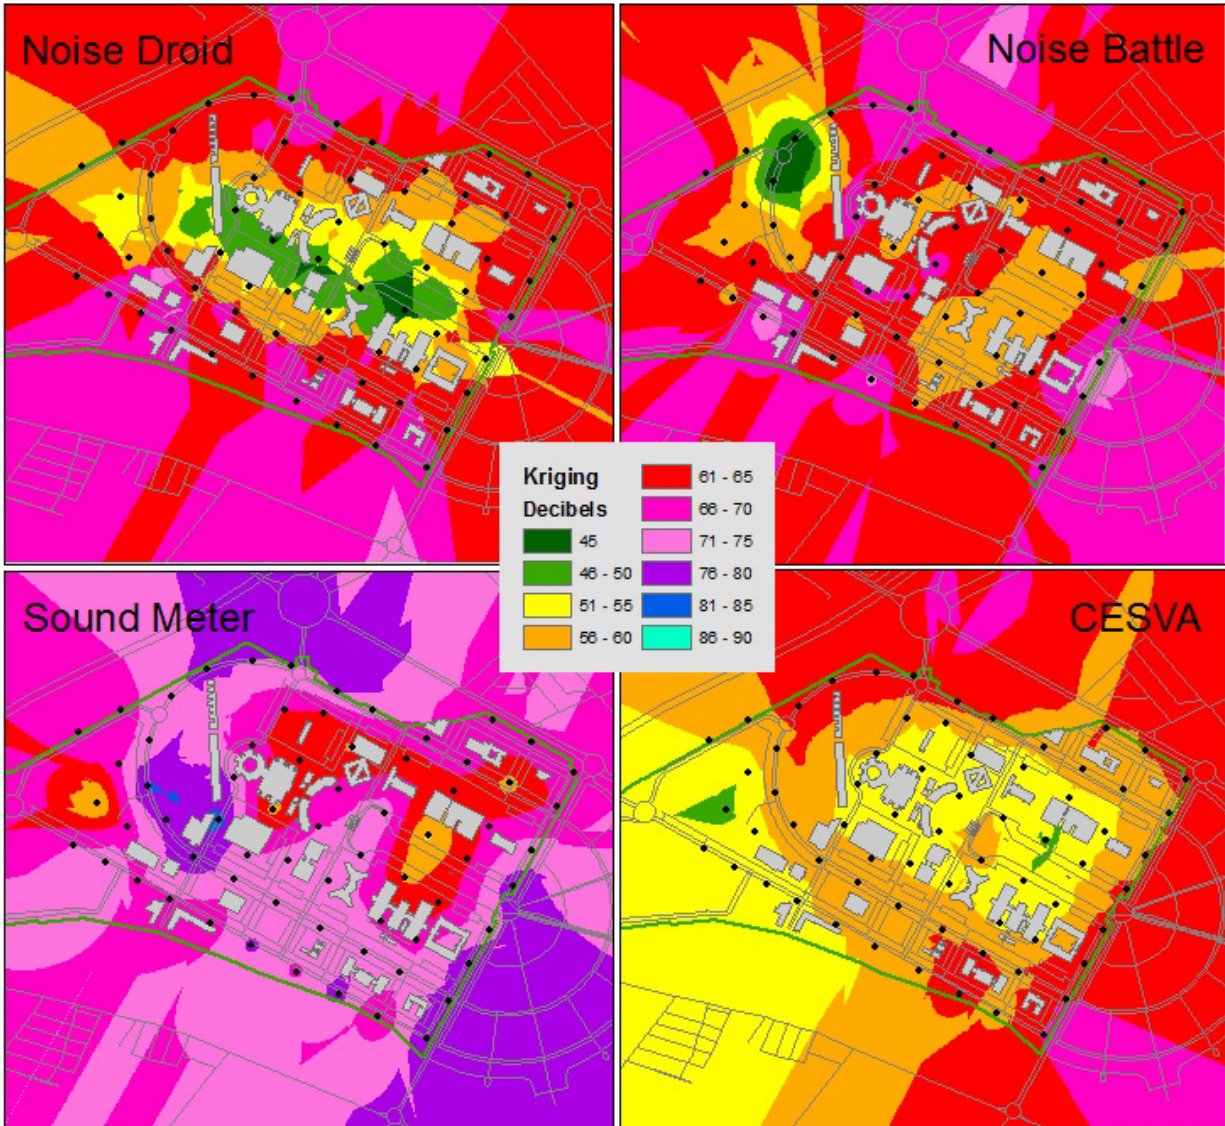 Noise Droid
Noise Battle
Kriging
Decibels
45
46 - 50
51 - 55
56 - 60
61 - 65
66 - 70
71 - 75
76 - 80
81 - 85
86 - 90
Sound Meter
CESVA